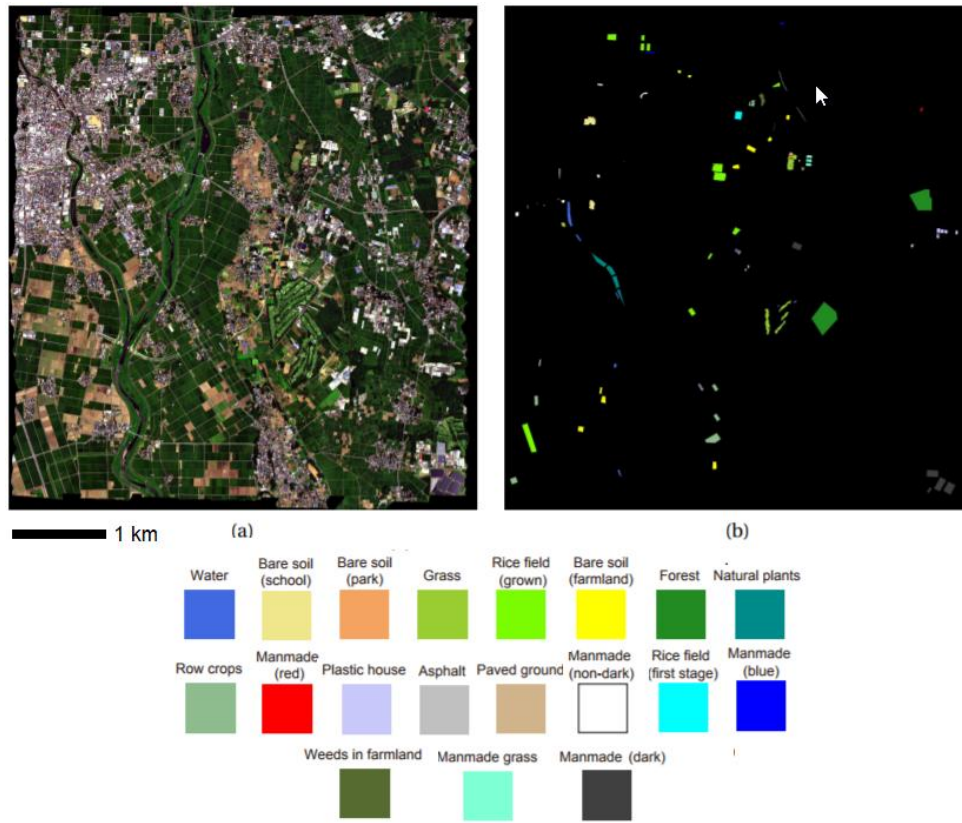 1 km
(a)
(b)
Water
Bare soil
(school)
Bare soil
(park)
Grass
Rice field
(grown)
Bare soil
(farmland)
Forest
Natural plants
Row crops
Manmade
(red)
Plastic house
Asphalt
Paved ground
Manmade
(non-dark)
Rice field
(first stage)
Manmade
(blue)
Weeds in farmland
Manmade grass
Manmade (dark)